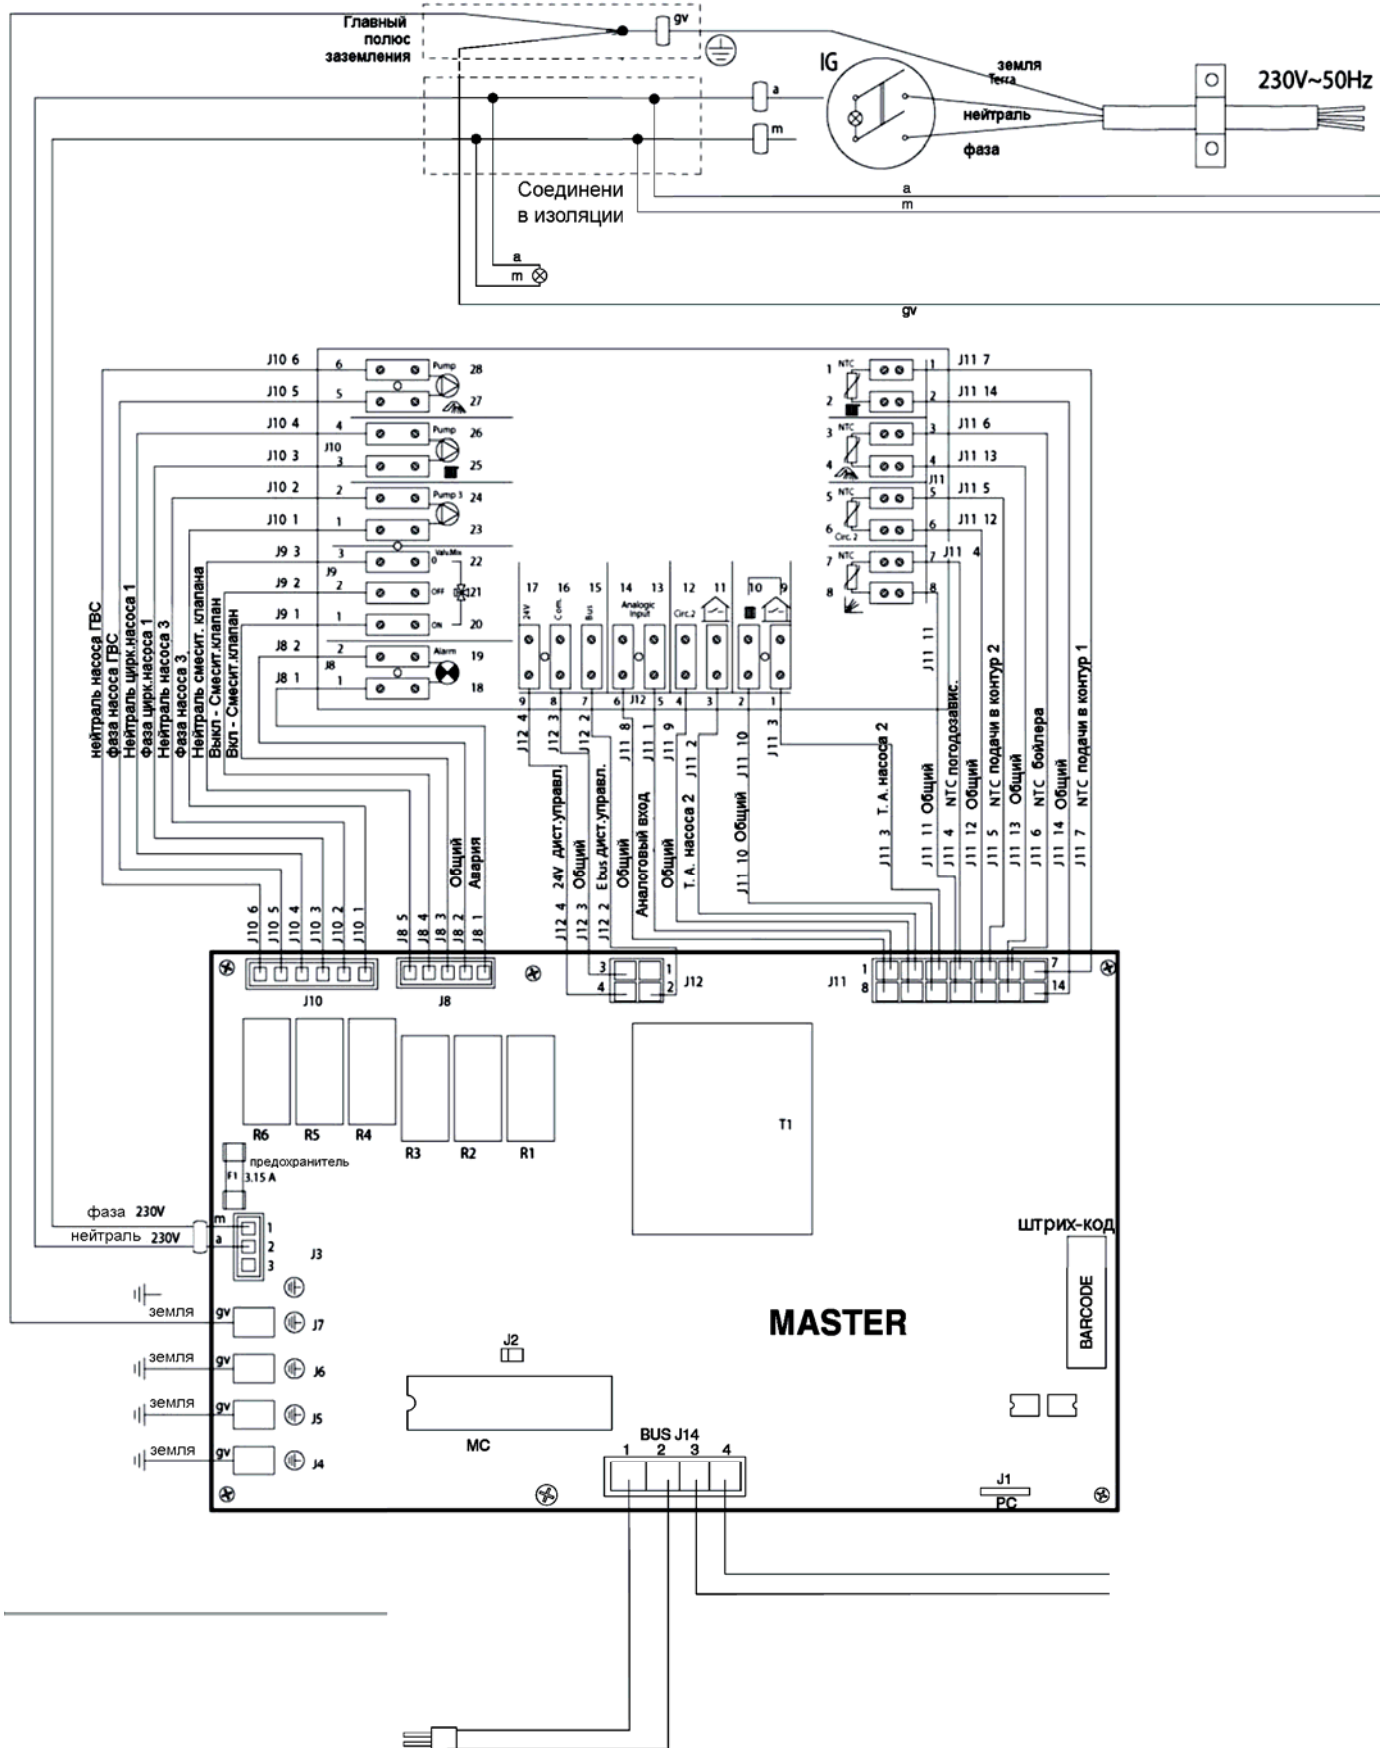 Главный
полюс
заземления
gv
IG
земля
Terra
230V~50Hz
a
нейтраль
m
фаза
Соединени
в изоляции
a
m
a
m
gv
J10 6 6 Pump 28
J10 5 5 27
J10 4 4 Pump 26
J10
J10 3 3 25
J10 2 2 Pump 3 24
J10 1 1 23
J9 3 3 0 Valv.Mix 22
J9
J9 2 2 OFF 21
J9 1 1 ON 20
J8 2 2 Alarm 19
J8
J8 1 1 18
1 NTC 1 J11 7
2 2 J11 14
3 NTC 3 J11 6
4 4 J11 13
J11
5 NTC 5 J11 5
6 Circ. 2 6 J11 12
7 NTC 7 J11 4
8 8
J11 11
17 16 15 14 13 12 11 10 9
24V Com. Bus Analogic Input Circ.2
9 8 7 6 J12 5 4 3 2 1
J12 4
J12 3
J12 2
J11 8
J11 1
J11 9
J11 2
J11 10
J11 3
нейтраль насоса ГВС
фаза насоса ГВС
Нейтраль цирк.насоса 1
Фаза цирк.насоса 1
Нейтраль насоса 3
Фаза насоса 3
Нейтраль смесит. клапана
Выкл - Смесит.клапан
Вкл - Смесит.клапан
Общий
Авария
J12 4 24V дист.управл.
J12 3 Общий
J12 2 E bus дист.управл.
Общий
Аналоговый вход
Общий
Т. А. насоса 2
J11 10 Общий
J11 3 Т. А. насоса 2
J11 11 Общий
J11 4 NTC погодозавис.
J11 12 Общий
J11 5 NTC подачи в контур 2
J11 13 Общий
J11 6 NTC бойлера
J11 14 Общий
J11 7 NTC подачи в контур 1
J10 6
J10 5
J10 4
J10 3
J10 2
J10 1
J8 5
J8 4
J8 3
J8 2
J8 1
J10
J8
3 1
4 2
J12
J11
1 7
8 14
R6
R5
R4
R3
R2
R1
T1
предохранитель
F1 3.15 A
фаза 230V m 1
нейтраль 230V a 2
3
J3
штрих-код
BARCODE
MASTER
земля gv J7
земля gv J6
земля gv J5
земля gv J4
J2
MC
BUS J14
1 2 3 4
J1
PC